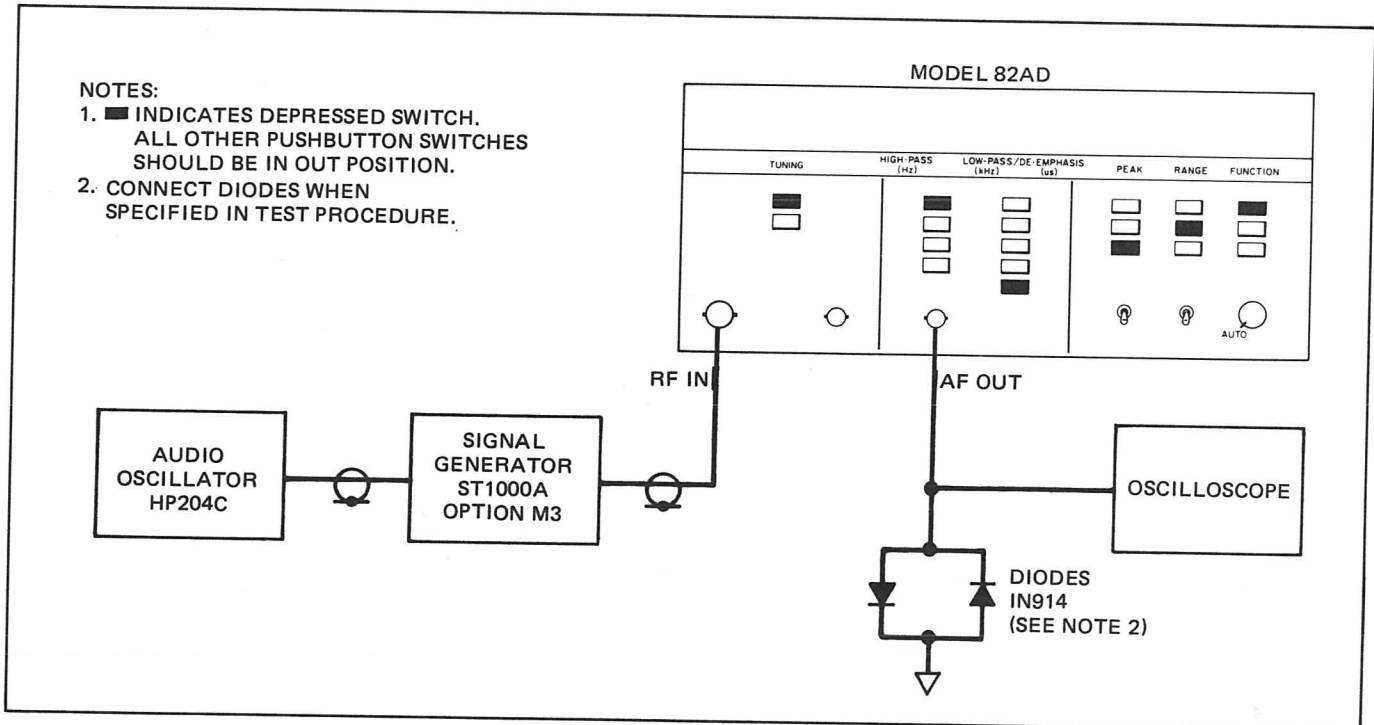 NOTES:
1. INDICATES DEPRESSED SWITCH.
ALL OTHER PUSHBUTTON SWITCHES
SHOULD BE IN OUT POSITION.
2. CONNECT DIODES WHEN
SPECIFIED IN TEST PROCEDURE.
MODEL 82AD
TUNING
HIGH-PASS
(Hz)
LOW-PASS/DE-EMPHASIS
(kHz) (us)
PEAK
RANGE
FUNCTION
AUTO
RF IN
AF OUT
AUDIO
OSCILLATOR
HP204C
SIGNAL
GENERATOR
ST1000A
OPTION M3
OSCILLOSCOPE
DIODES
IN914
(SEE NOTE 2)